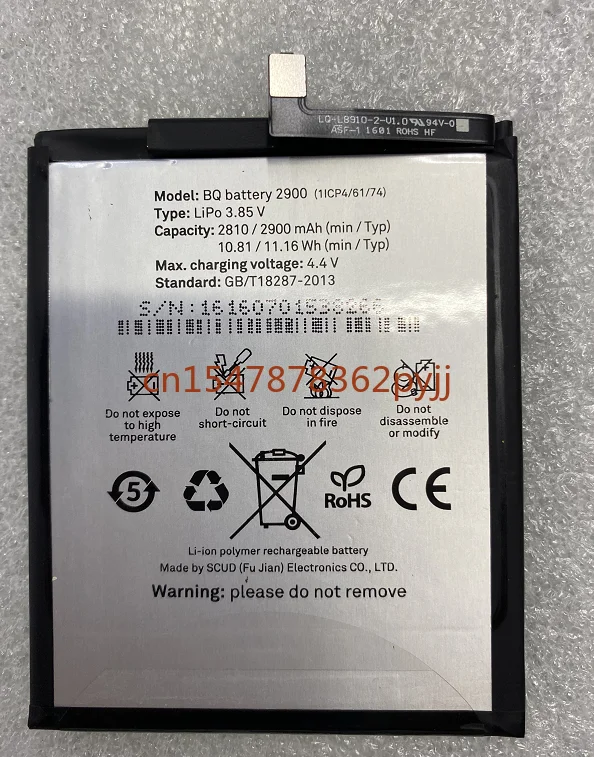 LQ-L8910-2-V1.0 94V-0
ASF-1 1601 ROHS HF
Model: BQ battery 2900 (1ICP4/61/74)
Type: LiPo 3.85 V
Capacity: 2810 / 2900 mAh (min / Typ)
10.81 / 11.16 Wh (min / Typ)
Max. charging voltage: 4.4 V
Standard: GB/T18287-2013
S/N:16160701538266
cn1547878362pyjj
Do not expose to high temperature
Do not short-circuit
Do not dispose in fire
Do not disassemble or modify
5
RoHS
CE
Li-ion polymer rechargeable battery
Made by SCUD (Fu Jian) Electronics CO., LTD.
Warning: please do not remove